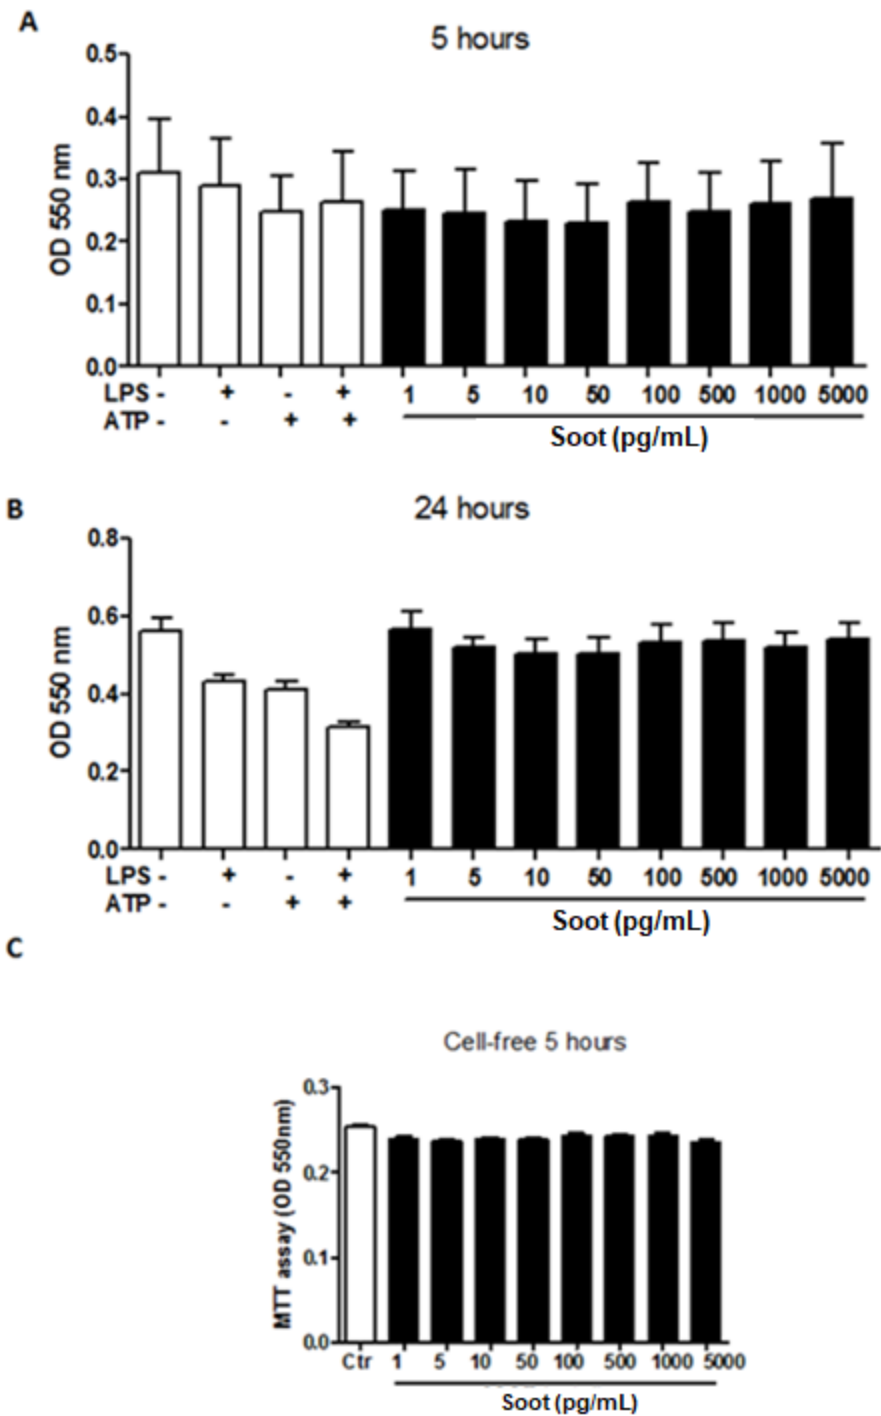 A
5 hours
OD 550 nm
0.5
0.4
0.3
0.2
0.1
0.0
LPS - + - + 1 5 10 50 100 500 1000 5000
ATP - - + +
Soot (pg/mL)
B
24 hours
OD 550 nm
0.8
0.6
0.4
0.2
0.0
LPS - + - + 1 5 10 50 100 500 1000 5000
ATP - - + +
Soot (pg/mL)
C
Cell-free 5 hours
MTT assay (OD 550nm)
0.3
0.2
0.1
0.0
Ctr 1 5 10 50 100 500 1000 5000
Soot (pg/mL)